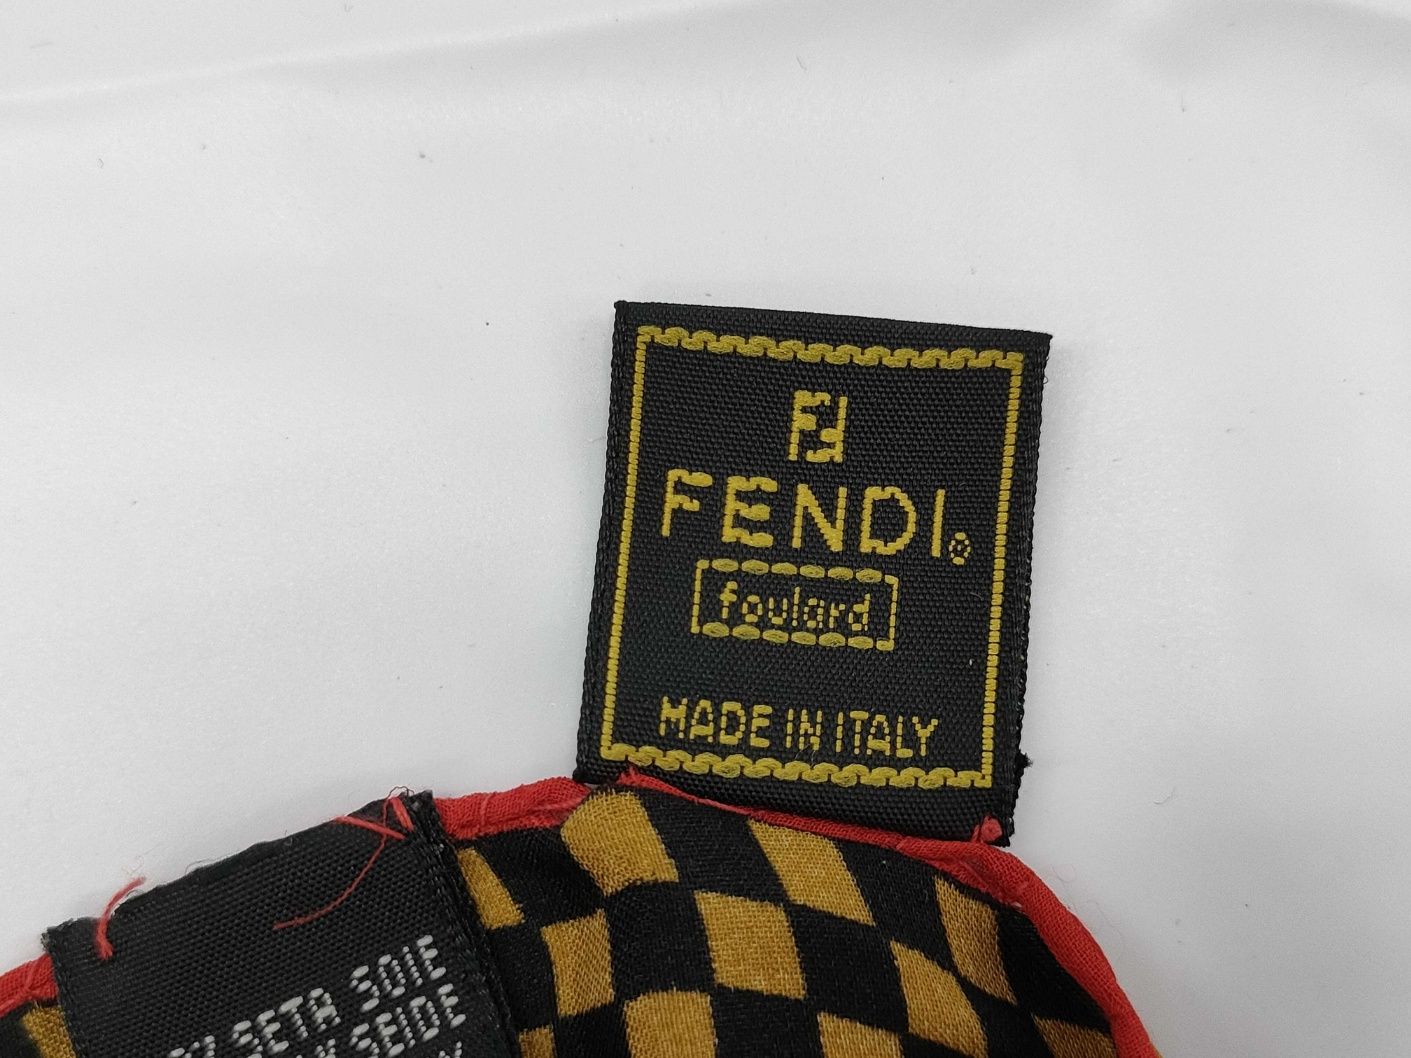 FF
FENDI®
foulard
MADE IN ITALY
SETA SOIE
SEIDE